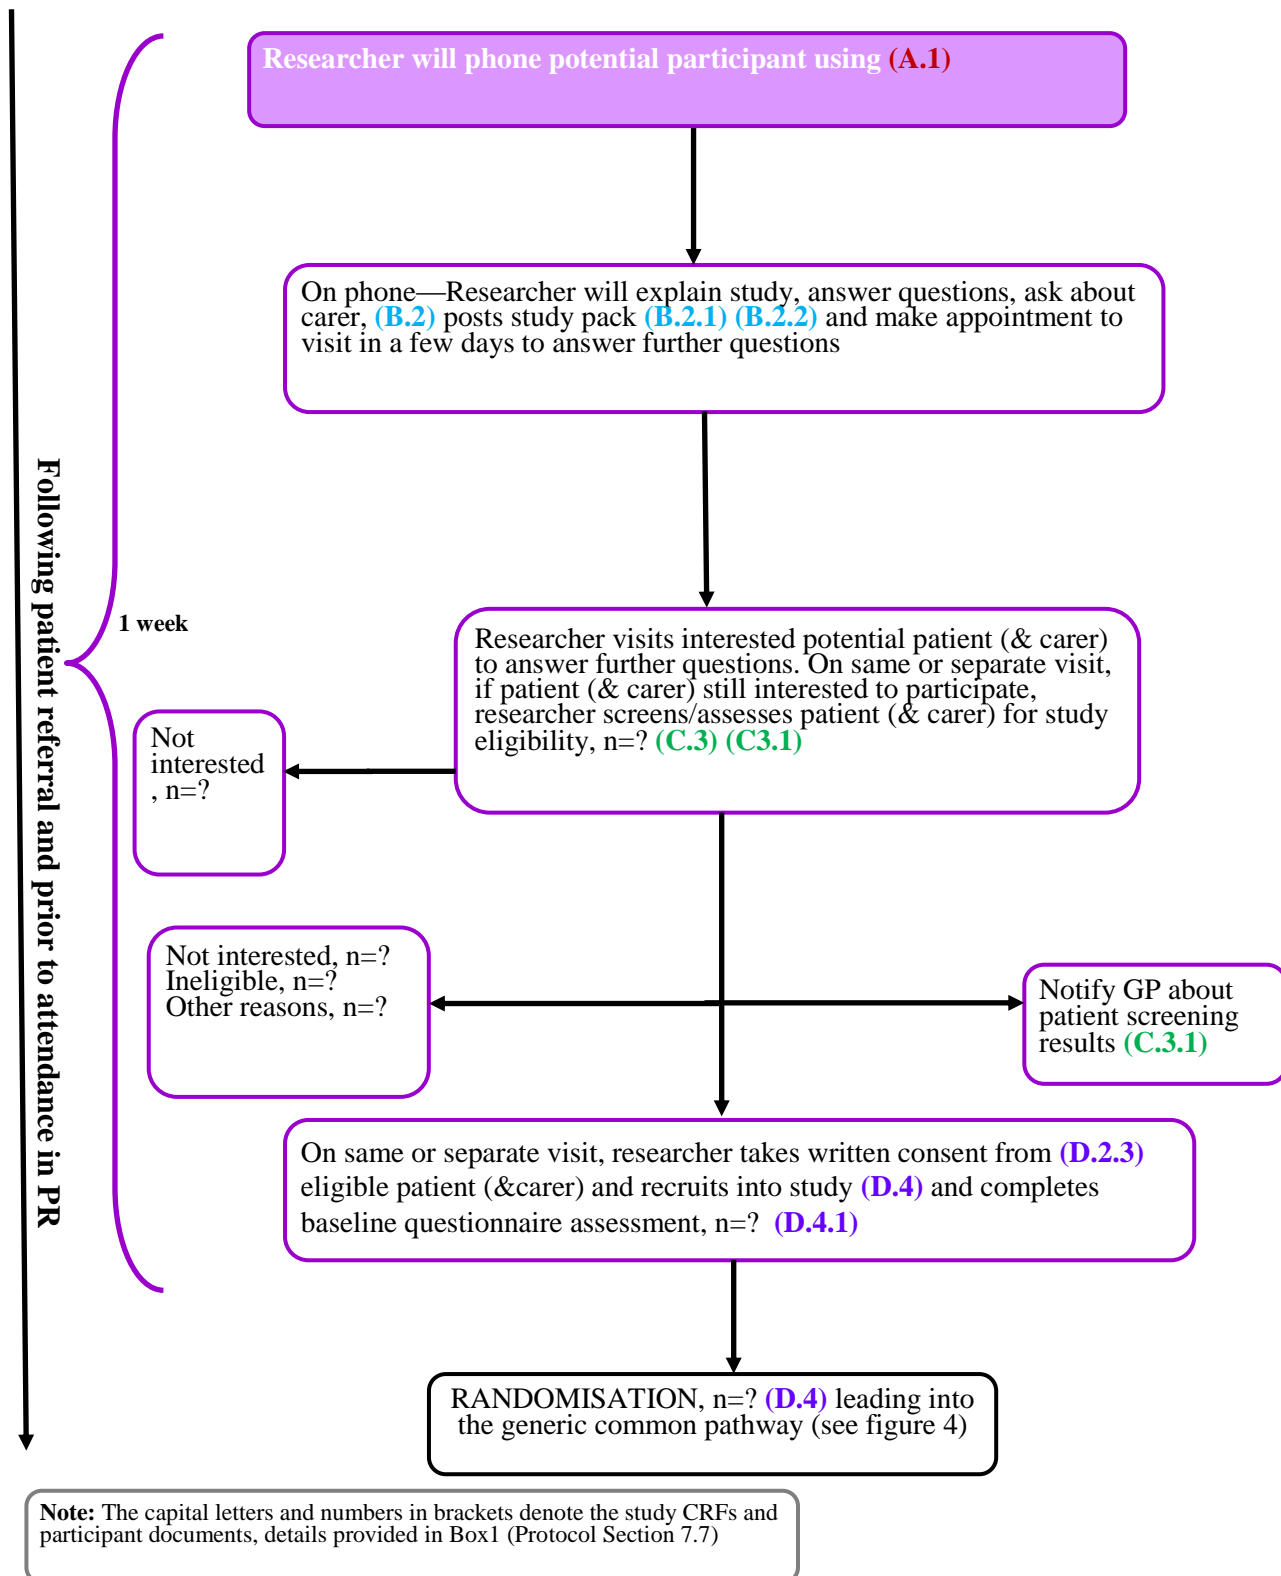 Researcher will phone potential participant using (A.1)
On phone—Researcher will explain study, answer questions, ask about
carer, (B.2) posts study pack (B.2.1) (B.2.2) and make appointment to
visit in a few days to answer further questions
Following patient referral and prior to attendance in PR
1 week
Researcher visits interested potential patient (& carer)
to answer further questions. On same or separate visit,
if patient (& carer) still interested to participate,
researcher screens/assesses patient (& carer) for study
eligibility, n=? (C.3) (C3.1)
Not
interested
, n=?
Not interested, n=?
Ineligible, n=?
Other reasons, n=?
Notify GP about
patient screening
results (C.3.1)
On same or separate visit, researcher takes written consent from (D.2.3)
eligible patient (&carer) and recruits into study (D.4) and completes
baseline questionnaire assessment, n=? (D.4.1)
RANDOMISATION, n=? (D.4) leading into
the generic common pathway (see figure 4)
Note: The capital letters and numbers in brackets denote the study CRFs and
participant documents, details provided in Box1 (Protocol Section 7.7)